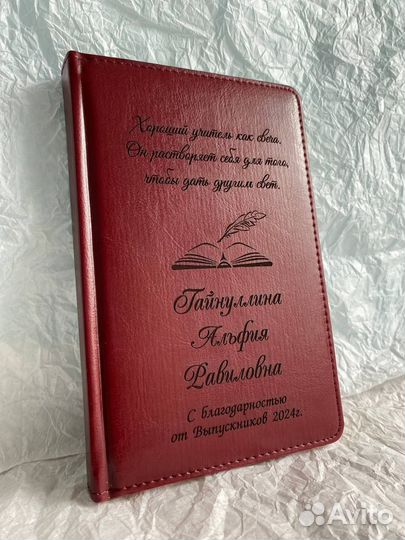 Хороший учитель как свеча,
Он растворяет себя для того,
чтобы дать другим свет.
Гайнуллина
Альфия
Равиловна
С благодарностью
от Выпускников 2024г.
Avito